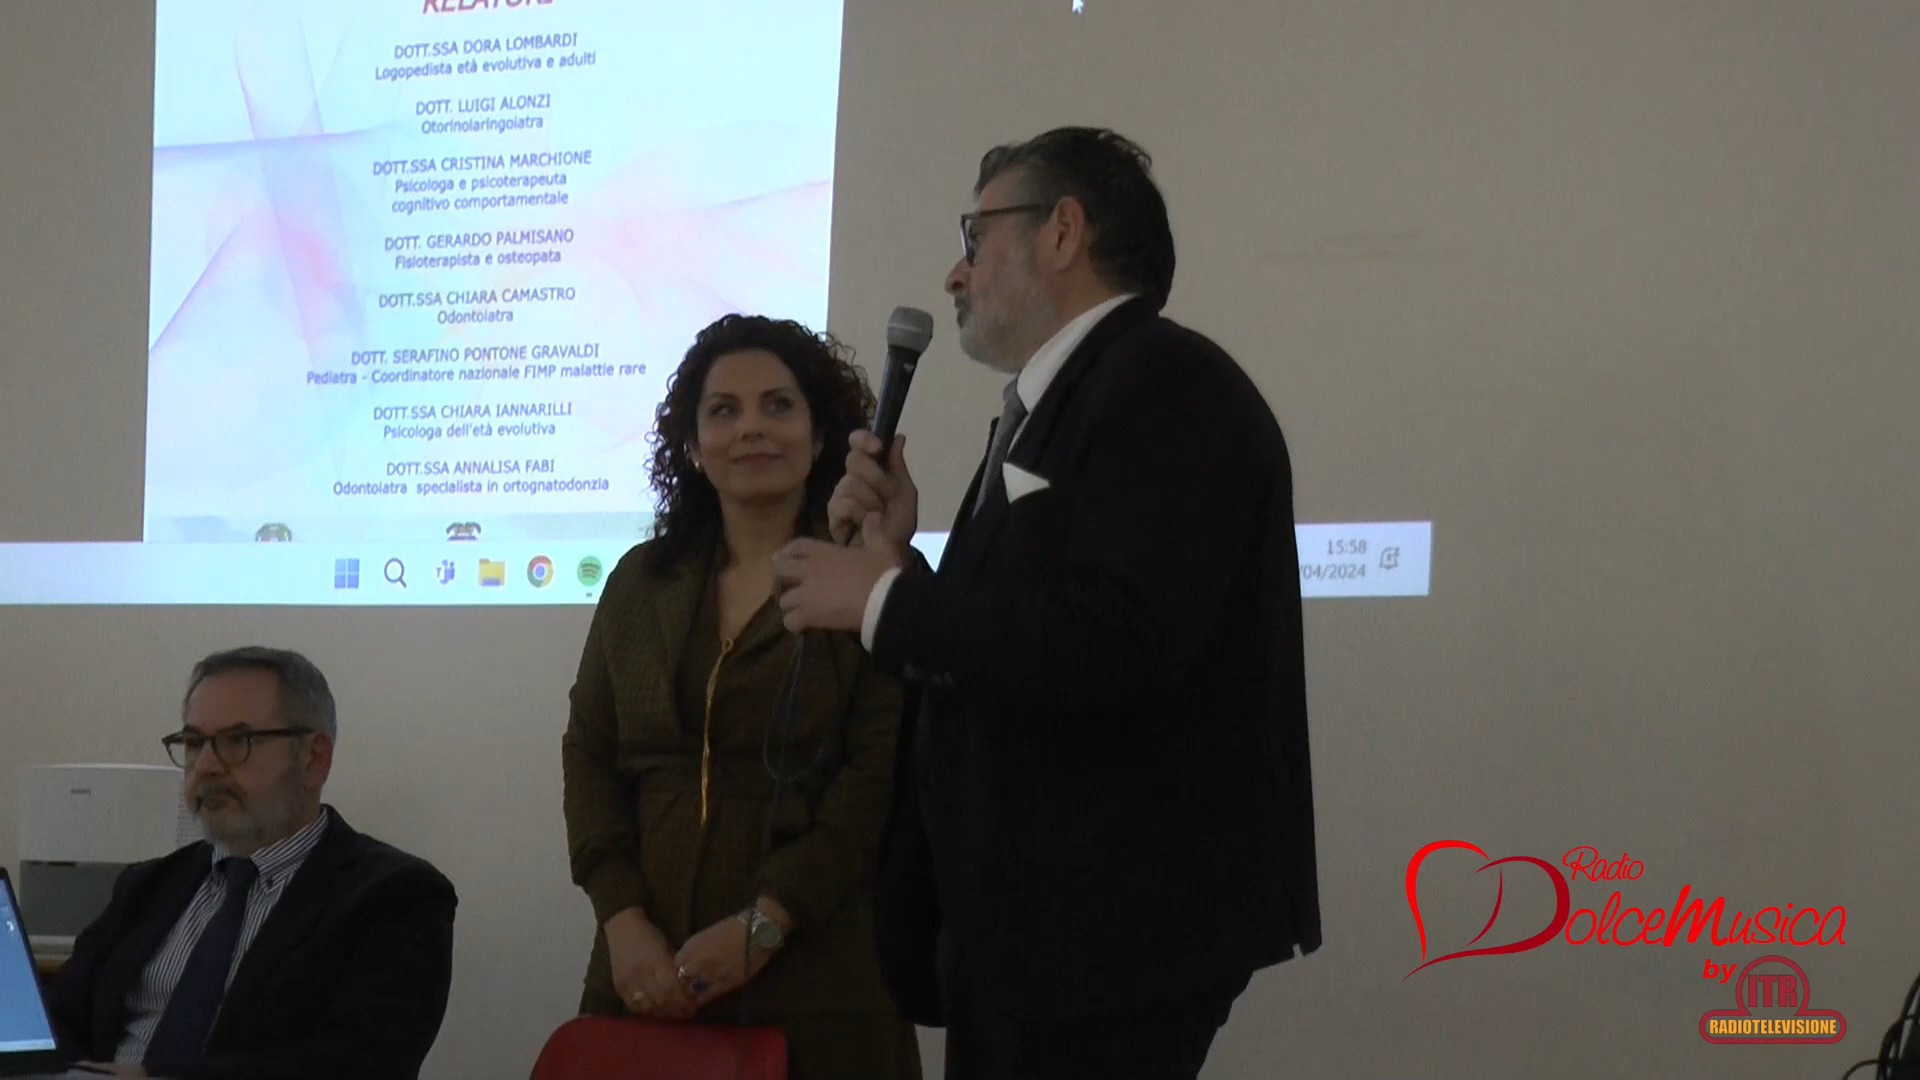 RELATORI
DOTT.SSA DORA LOMBARDI
Logopedista età evolutiva e adulti
DOTT. LUIGI ALONZI
Otorinolaringoiatra
DOTT.SSA CRISTINA MARCHIONE
Psicologa e psicoterapeuta
cognitivo comportamentale
DOTT. GERARDO PALMISANO
Fisioterapista e osteopata
DOTT.SSA CHIARA CAMASTRO
Odontoiatra
DOTT. SERAFINO PONTONE GRAVALDI
Pediatra - Coordinatore nazionale FIMP malattie rare
DOTT.SSA CHIARA IANNARILLI
Psicologa dell'età evolutiva
DOTT.SSA ANNALISA FABI
Odontoiatra specialista in ortognatodonzia
15:58
/04/2024
Radio
DolceMusica
by
ITR
RADIOTELEVISIONE